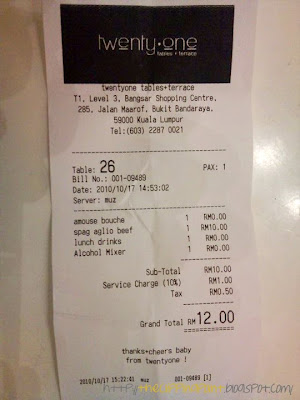 twenty·one
tables + terrace
twentyone tables+terrace
T1, Level 3, Bangsar Shopping Centre,
285, Jalan Maarof, Bukit Bandaraya,
59000 Kuala Lumpur
Tel:(603) 2287 0021
Table: 26 PAX: 1
Bill No.: 001-09489
Date: 2010/10/17 14:53:02
Server: muz
amouse bouche 1 RM0.00
spag aglio beef 1 RM10.00
lunch drinks 1 RM0.00
Alcohol Mixer 1 RM0.00
Sub-Total RM10.00
Service Charge (10%) RM1.00
Tax RM0.50
Grand Total RM 12.00
thanks+cheers baby
from twentyone !
2010/10/17 15:22:41 muz 001-09489 [1]